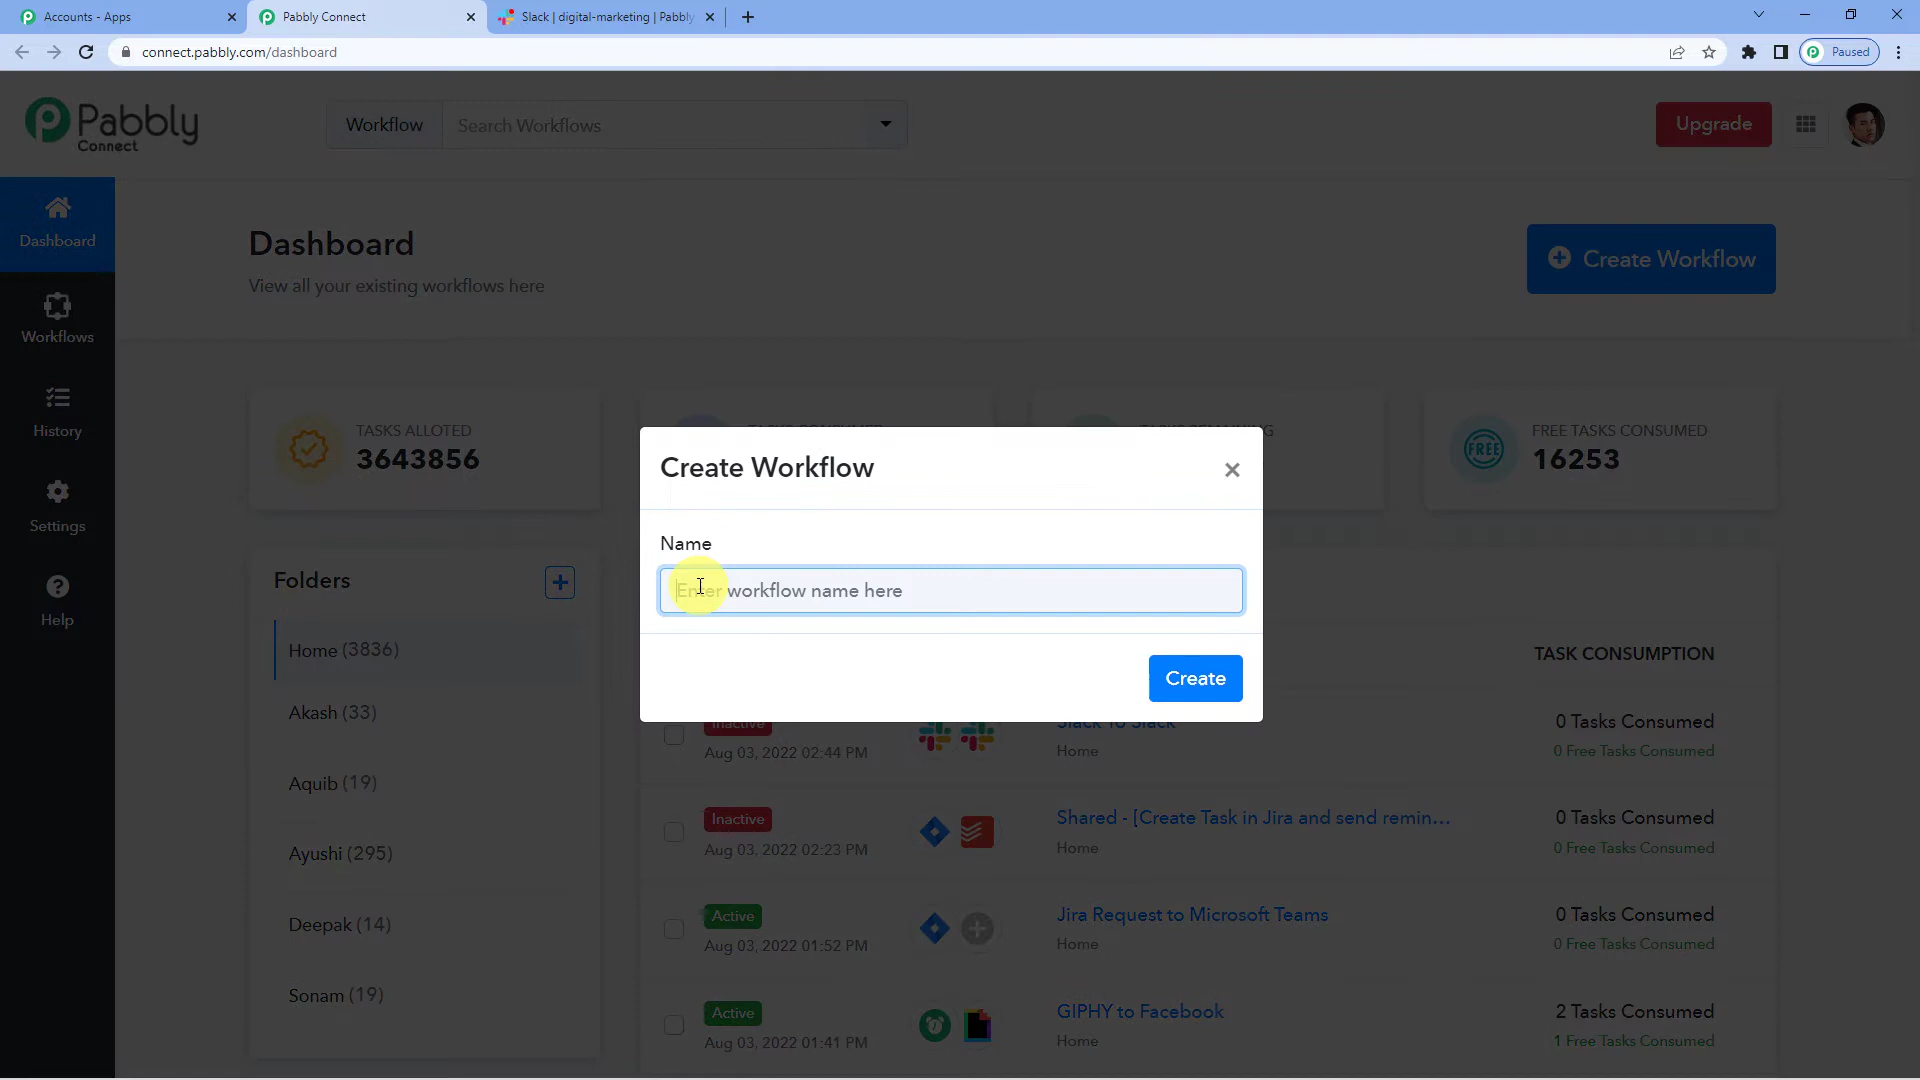 Accounts - Apps
Pabbly Connect
Slack | digital-marketing | Pabbly
connect.pabbly.com/dashboard
Paused
Pabbly
Connect
Workflow
Search Workflows
Upgrade
Dashboard
Workflows
History
Settings
Help
Dashboard
View all your existing workflows here
Create Workflow
TASKS ALLOTED
3643856
TASKS CONSUMED
TASKS REMAINING
FREE
FREE TASKS CONSUMED
16253
Create Workflow
×
Name
Enter workflow name here
Create
Folders
Home (3836)
Akash (33)
Aquib (19)
Ayushi (295)
Deepak (14)
Sonam (19)
TASK CONSUMPTION
Inactive
Aug 03, 2022 02:44 PM
Slack To Slack
Home
0 Tasks Consumed
0 Free Tasks Consumed
Inactive
Aug 03, 2022 02:23 PM
Shared - [Create Task in Jira and send remin...
Home
0 Tasks Consumed
0 Free Tasks Consumed
Active
Aug 03, 2022 01:52 PM
Jira Request to Microsoft Teams
Home
0 Tasks Consumed
0 Free Tasks Consumed
Active
Aug 03, 2022 01:41 PM
GIPHY to Facebook
Home
2 Tasks Consumed
1 Free Tasks Consumed